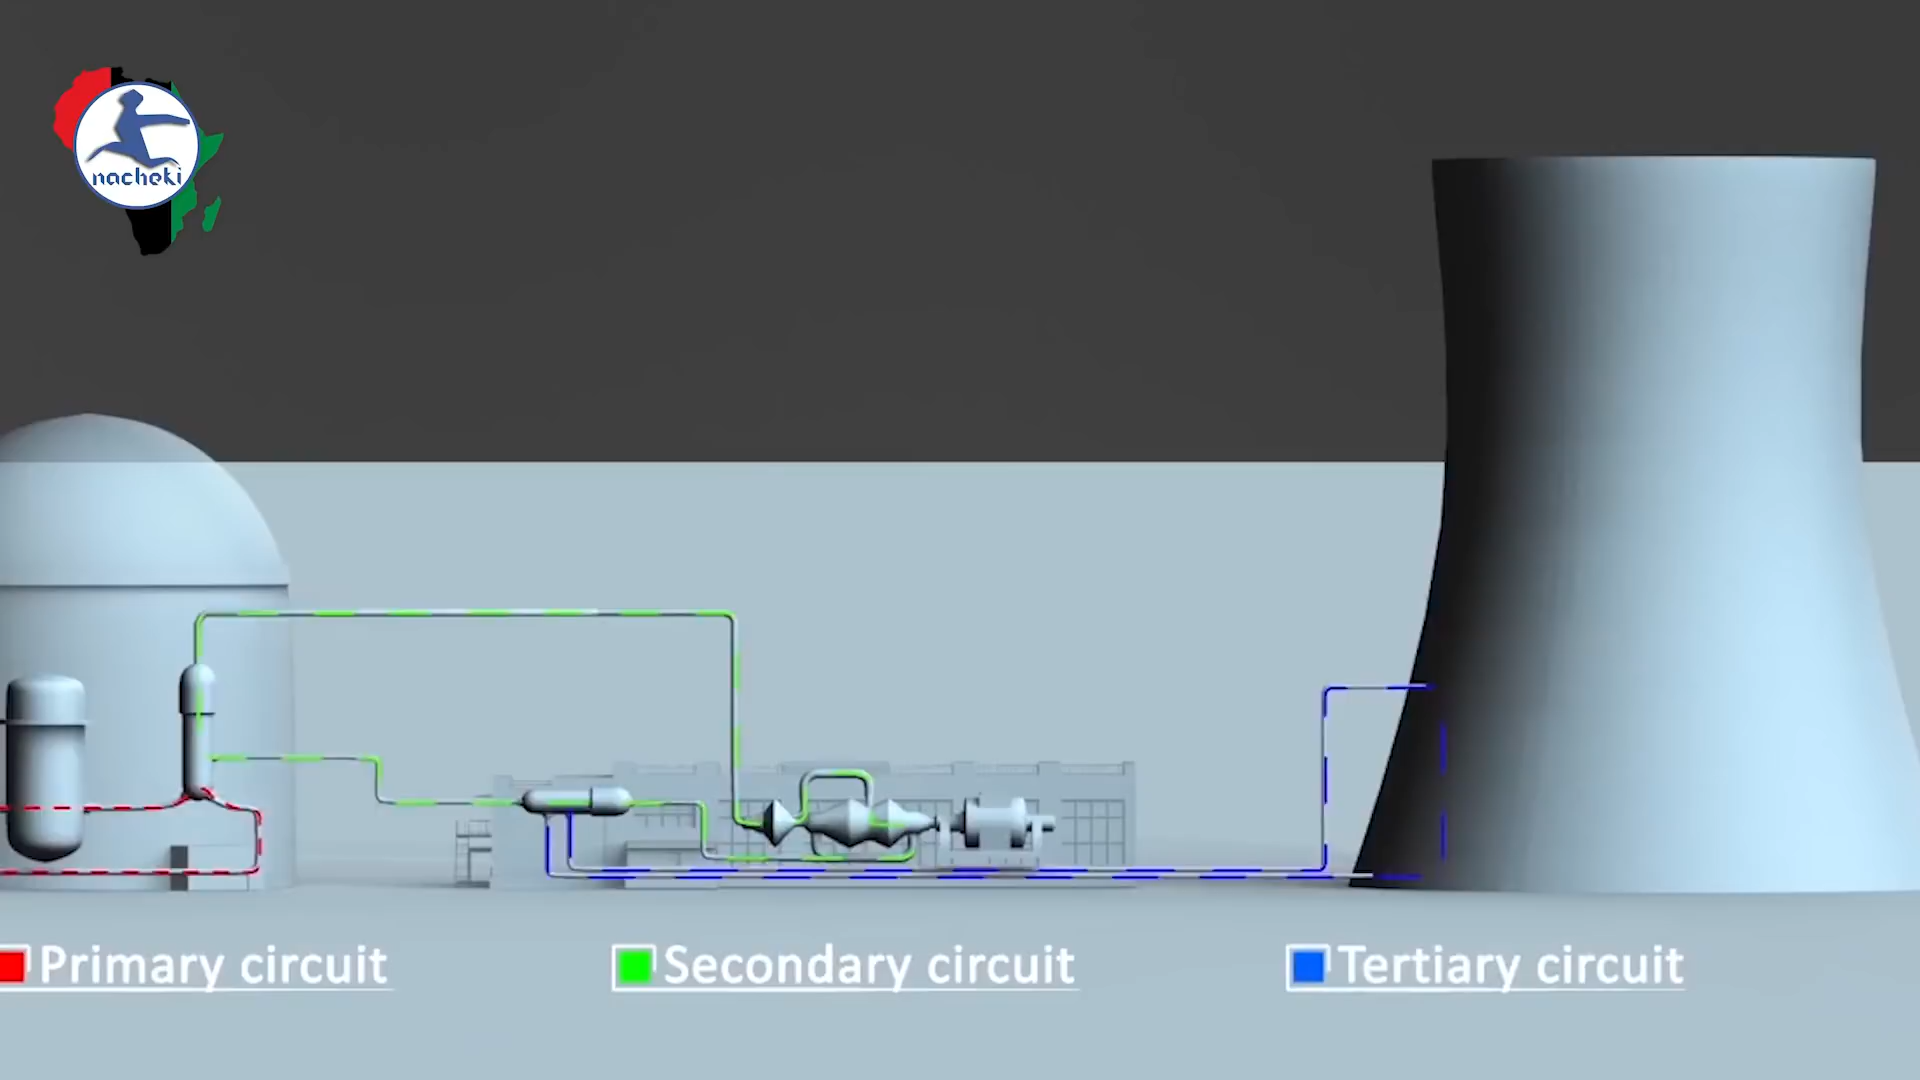 nacheki
Primary circuit
Secondary circuit
Tertiary circuit